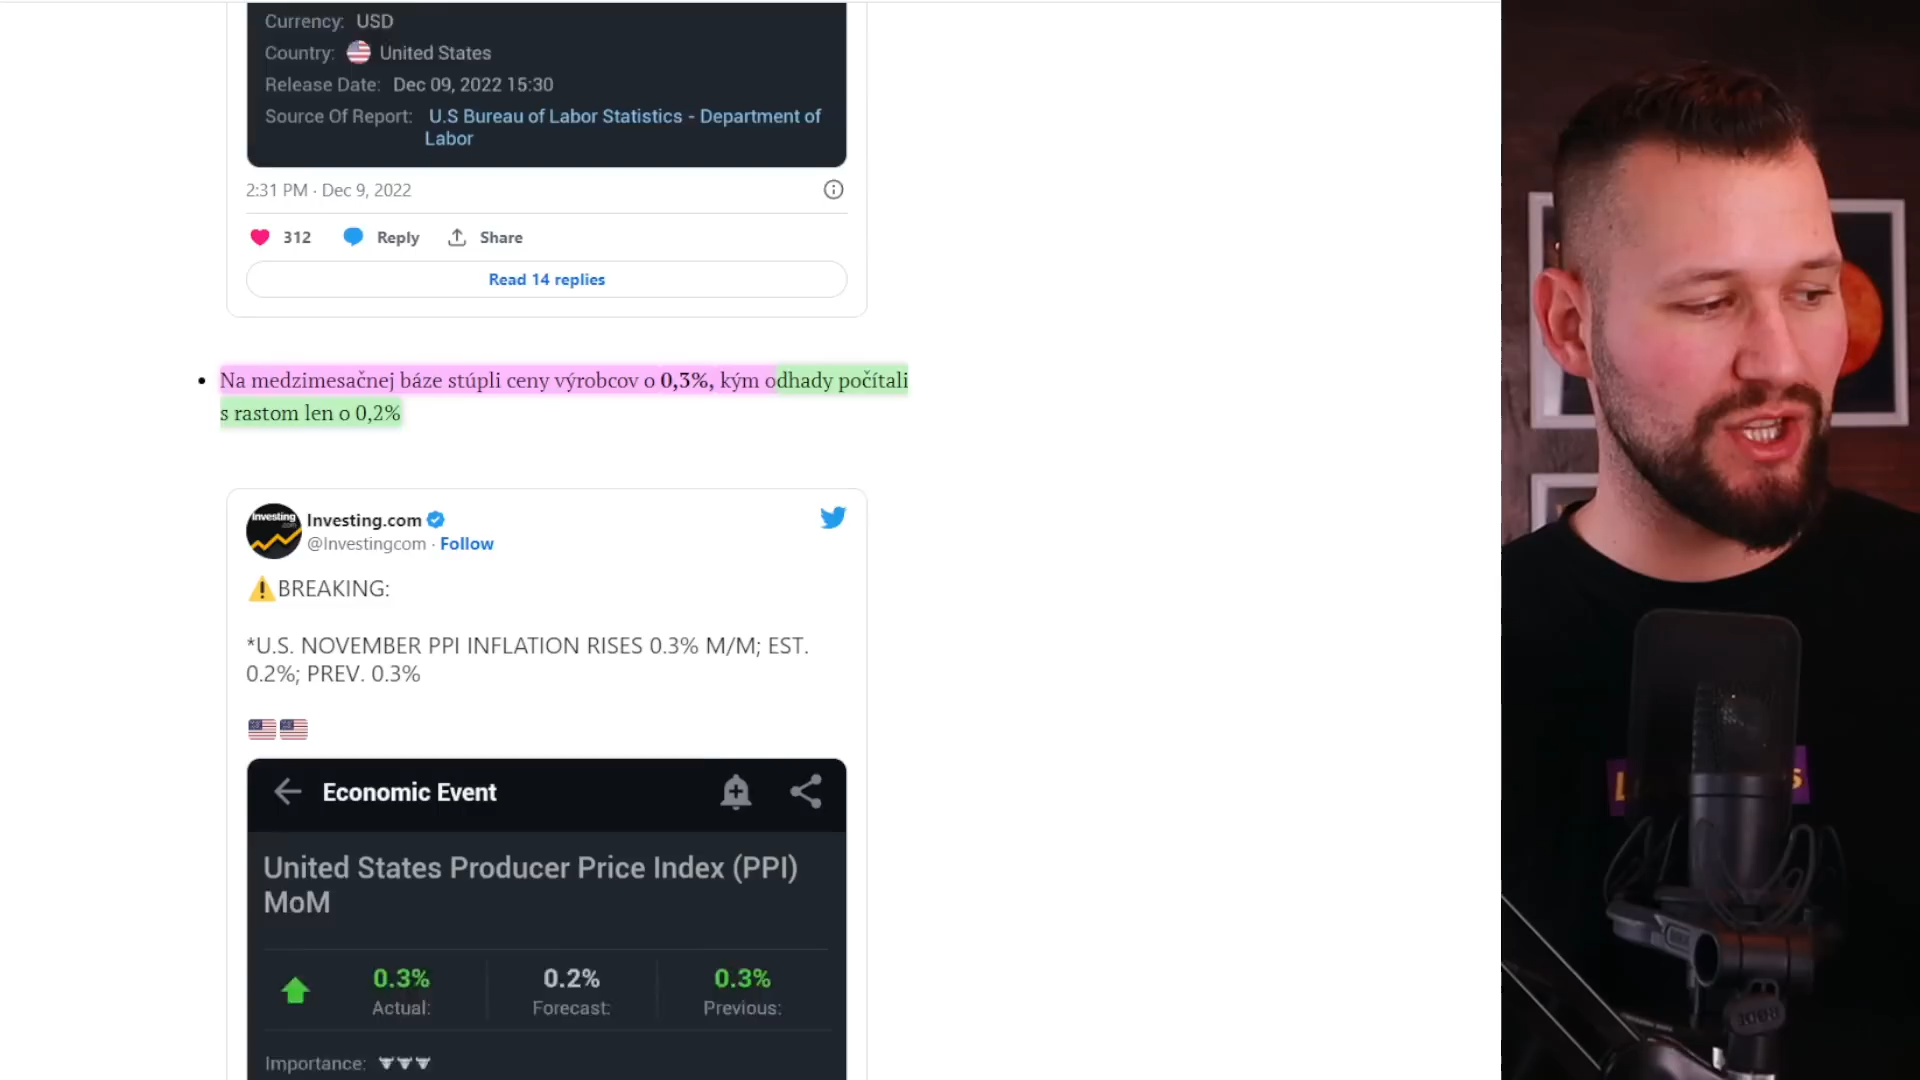 Currency: USD
Country: United States
Release Date: Dec 09, 2022 15:30
Source Of Report: U.S Bureau of Labor Statistics - Department of
Labor
2:31 PM · Dec 9, 2022
312 Reply Share
Read 14 replies
Na medzimesačnej báze stúpli ceny výrobcov o 0,3%, kým odhady počítali
s rastom len o 0,2%
Investing.com
@Investingcom · Follow
BREAKING:
*U.S. NOVEMBER PPI INFLATION RISES 0.3% M/M; EST.
0.2%; PREV. 0.3%
Economic Event
United States Producer Price Index (PPI)
MoM
0.3% 0.2% 0.3%
Actual: Forecast: Previous:
Importance:
RØDE